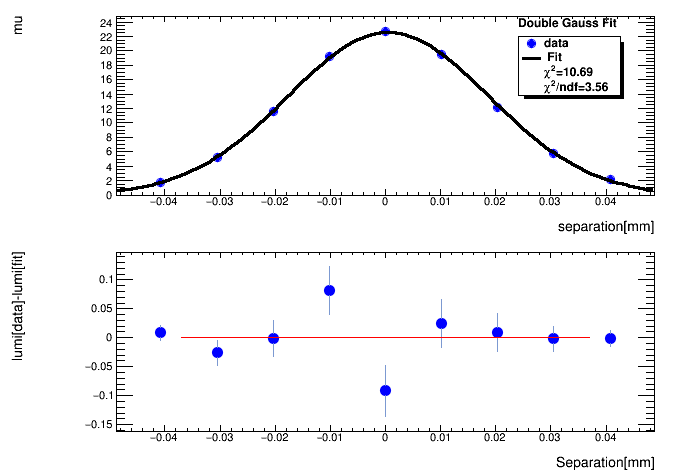 mu
24
22
20
18
16
14
12
10
8
6
4
2
0
Double Gauss Fit
data
Fit
χ²=10.69
χ²/ndf=3.56
−0.04 −0.03 −0.02 −0.01 0 0.01 0.02 0.03 0.04
separation[mm]
lumi[data]-lumi[fit]
0.1
0.05
0
−0.05
−0.1
−0.15
−0.04 −0.03 −0.02 −0.01 0 0.01 0.02 0.03 0.04
Separation[mm]